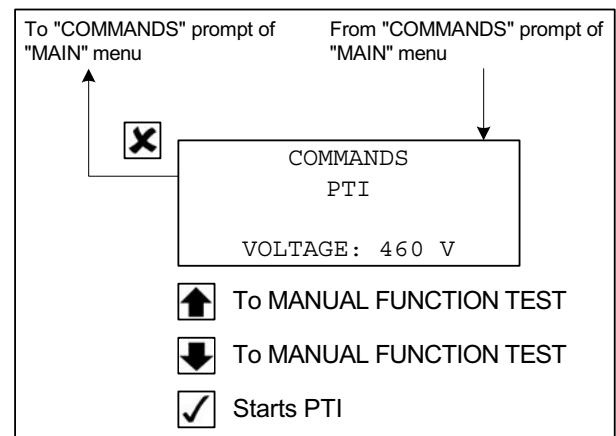 To "COMMANDS" prompt of
"MAIN" menu
From "COMMANDS" prompt of
"MAIN" menu
COMMANDS
PTI
VOLTAGE: 460 V
To MANUAL FUNCTION TEST
To MANUAL FUNCTION TEST
Starts PTI